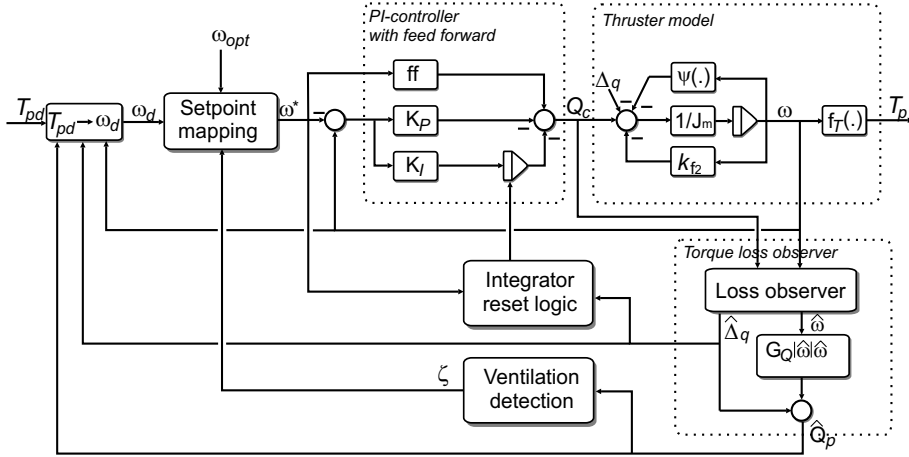 PI-controller
with feed forward
Thruster model
ω_opt
ff
ψ(.)
Δ_q
T_pd
T_pd → ω_d
ω_d
Setpoint
mapping
ω*
K_P
Q_c
1/J_m
ω
f_T(.)
T_p
K_I
k_f2
Torque loss observer
Integrator
reset logic
Loss observer
Δ̂_q
ω̂
G_Q|ω̂|ω̂
ζ
Ventilation
detection
Q̂_p